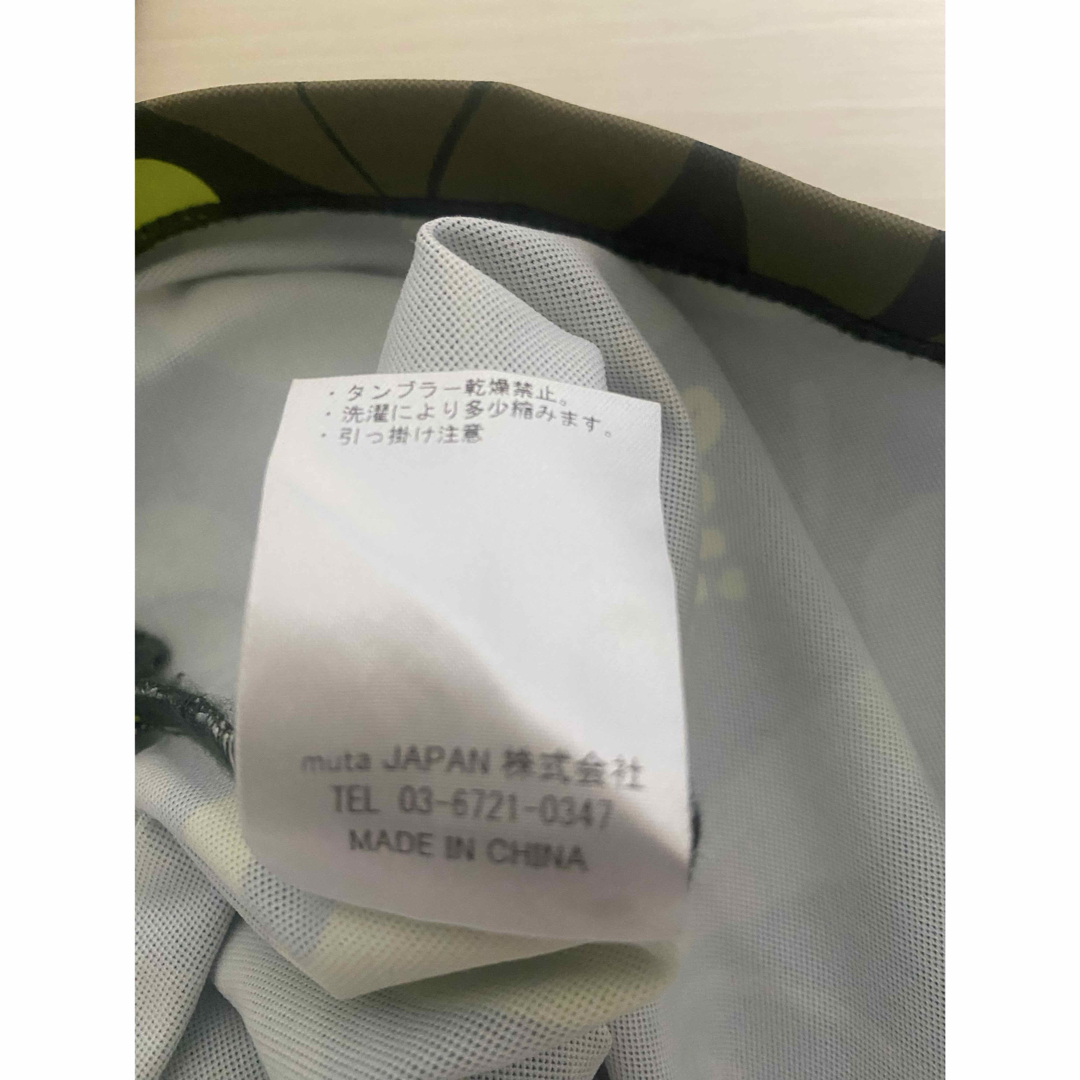 ・タンブラー乾燥禁止。
・洗濯により多少縮みます。
・引っ掛け注意
muta JAPAN 株式会社
TEL 03-6721-0347
MADE IN CHINA